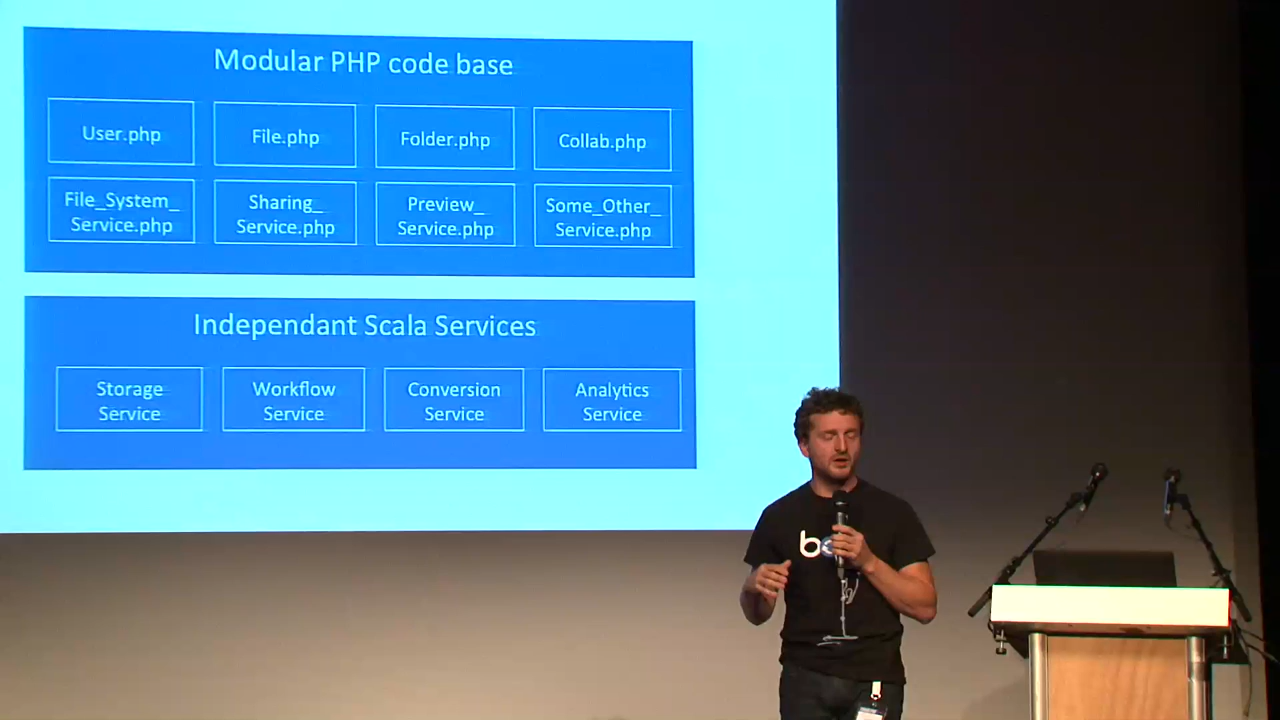 Modular PHP code base
User.php
File.php
Folder.php
Collab.php
File_System_
Service.php
Sharing_
Service.php
Preview_
Service.php
Some_Other_
Service.php
Independant Scala Services
Storage
Service
Workflow
Service
Conversion
Service
Analytics
Service